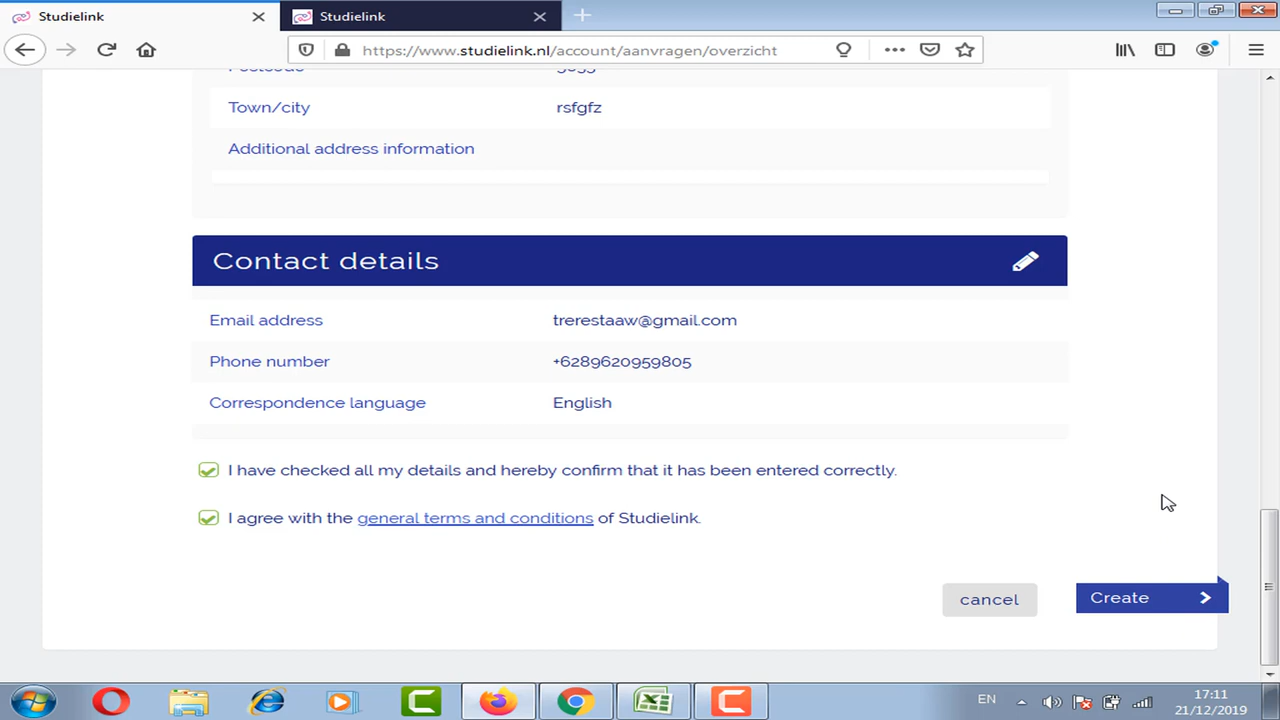 Studielink
Studielink
https://www.studielink.nl/account/aanvragen/overzicht
Town/city rsfgfz
Additional address information
Contact details
Email address trerestaaw@gmail.com
Phone number +6289620959805
Correspondence language English
I have checked all my details and hereby confirm that it has been entered correctly.
I agree with the general terms and conditions of Studielink.
cancel
Create
EN
17:11
21/12/2019